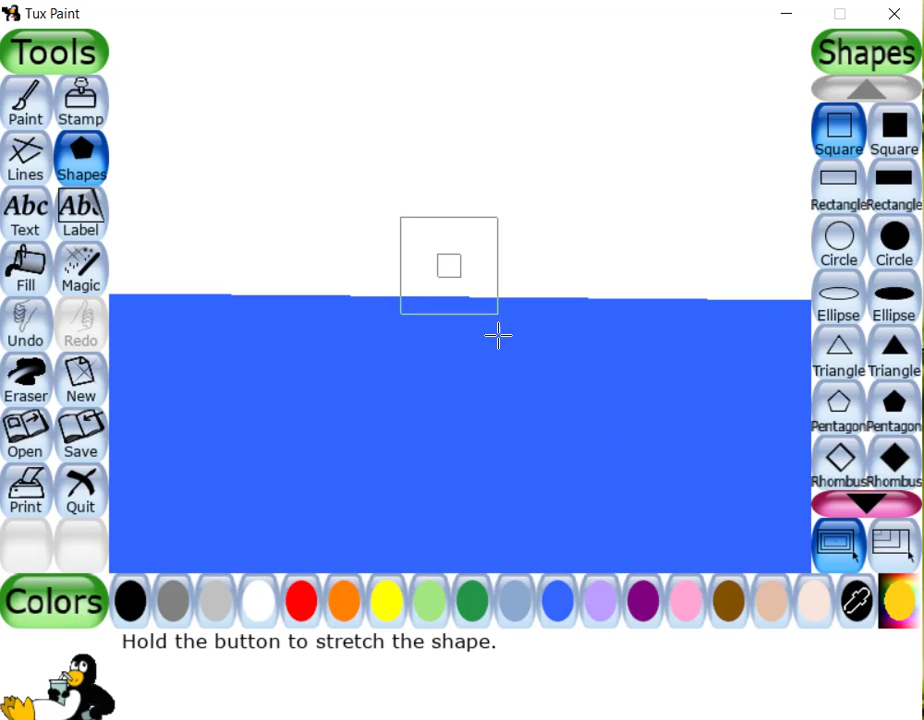 Tux Paint
Tools
Shapes
Paint Stamp
Lines Shapes
Abc Abc
Text Label
Fill Magic
Undo Redo
Eraser New
Open Save
Print Quit
Square Square
Rectangle Rectangle
Circle Circle
Ellipse Ellipse
Triangle Triangle
Pentagon Pentagon
Rhombus Rhombus
Colors
Hold the button to stretch the shape.